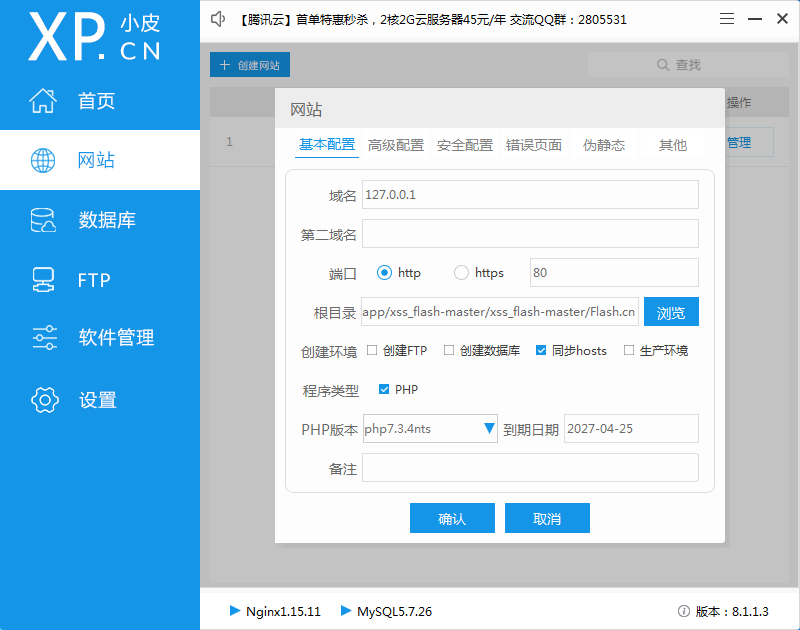 XP.CN 小皮
【腾讯云】首单特惠秒杀，2核2G云服务器45元/年 交流QQ群：2805531
首页
网站
数据库
FTP
软件管理
设置
+ 创建网站
查找
操作
1
管理
网站
基本配置 高级配置 安全配置 错误页面 伪静态 其他
域名 127.0.0.1
第二域名
端口 http https 80
根目录 app/xss_flash-master/xss_flash-master/Flash.cn 浏览
创建环境 创建FTP 创建数据库 同步hosts 生产环境
程序类型 PHP
PHP版本 php7.3.4nts 到期日期 2027-04-25
备注
确认 取消
Nginx1.15.11 MySQL5.7.26 版本：8.1.1.3